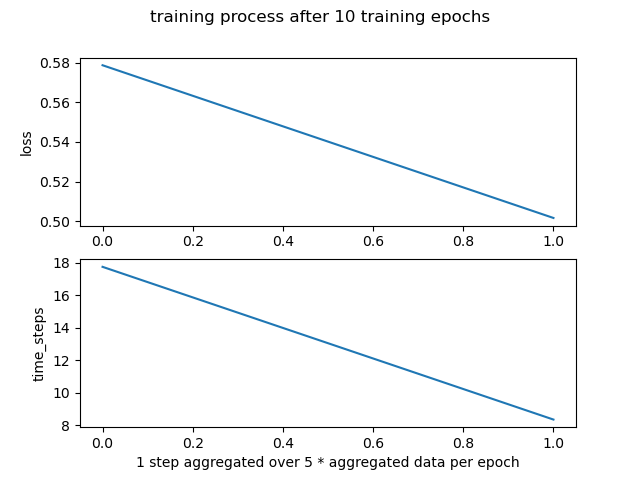 training process after 10 training epochs
0.58
0.56
0.54
0.52
0.50
loss
0.0 0.2 0.4 0.6 0.8 1.0
18
16
14
12
10
8
time_steps
0.0 0.2 0.4 0.6 0.8 1.0
1 step aggregated over 5 * aggregated data per epoch